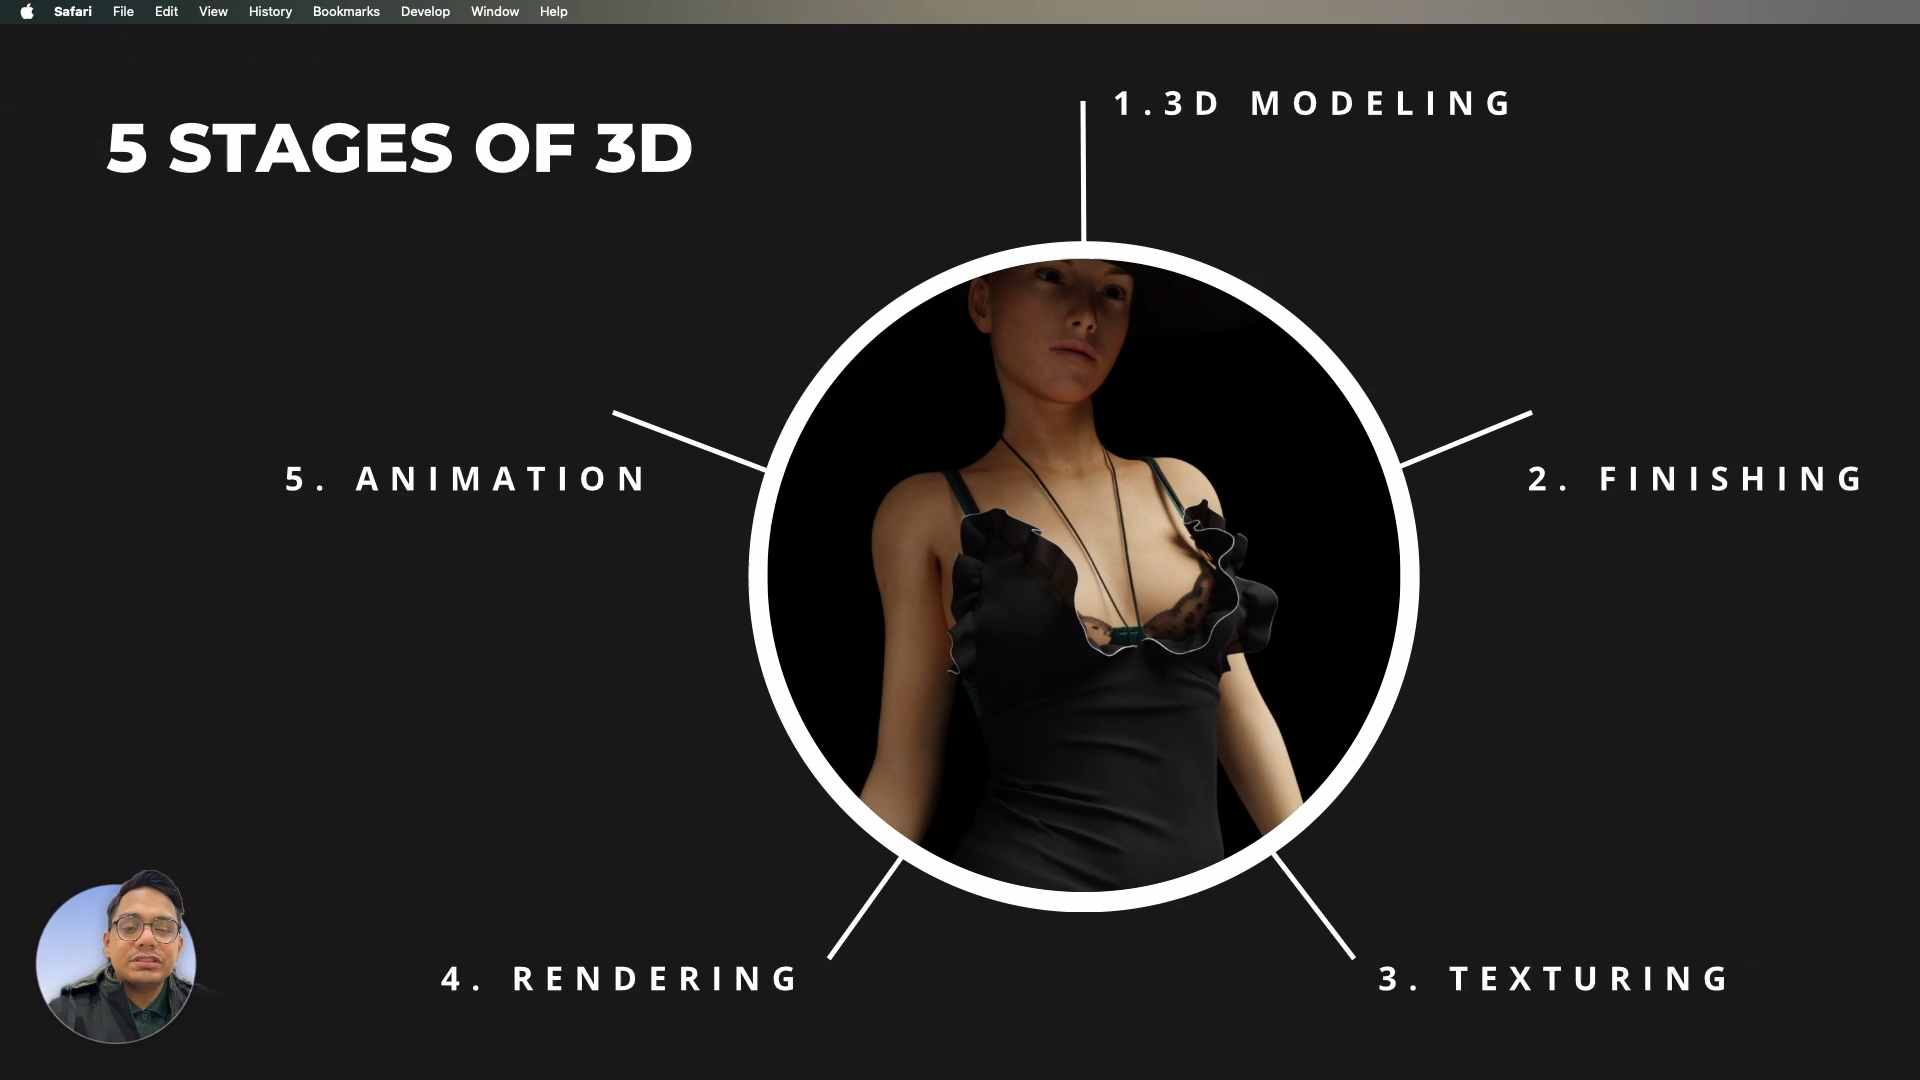 Safari File Edit View History Bookmarks Develop Window Help
5 STAGES OF 3D
1.3D MODELING
2. FINISHING
3. TEXTURING
4. RENDERING
5. ANIMATION